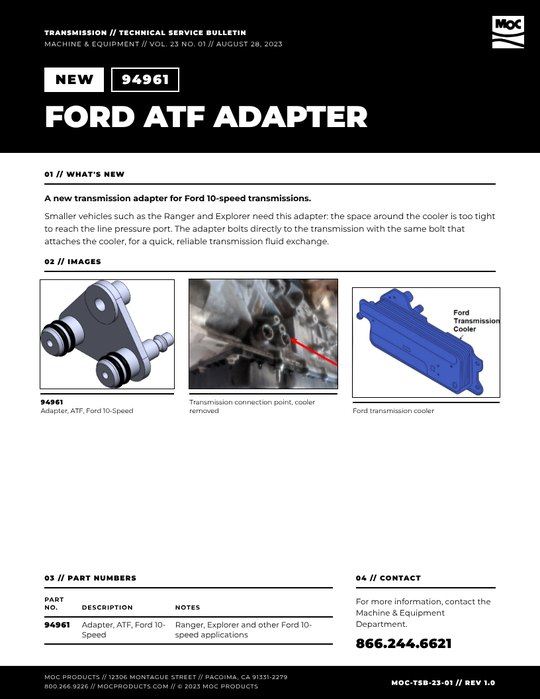 TRANSMISSION // TECHNICAL SERVICE BULLETIN
MACHINE & EQUIPMENT // VOL. 23 NO. 01 // AUGUST 28, 2023
MOC
NEW 94961
FORD ATF ADAPTER
01 // WHAT'S NEW
A new transmission adapter for Ford 10-speed transmissions.
Smaller vehicles such as the Ranger and Explorer need this adapter: the space around the cooler is too tight
to reach the line pressure port. The adapter bolts directly to the transmission with the same bolt that
attaches the cooler, for a quick, reliable transmission fluid exchange.
02 // IMAGES
Ford
Transmission
Cooler
94961
Adapter, ATF, Ford 10-Speed
Transmission connection point, cooler
removed
Ford transmission cooler
03 // PART NUMBERS
PART
NO. DESCRIPTION NOTES
94961 Adapter, ATF, Ford 10- Ranger, Explorer and other Ford 10-
Speed speed applications
04 // CONTACT
For more information, contact the
Machine & Equipment
Department.
866.244.6621
MOC PRODUCTS // 12306 MONTAGUE STREET // PACOIMA, CA 91331-2279
800.266.9226 // MOCPRODUCTS.COM // © 2023 MOC PRODUCTS
MOC-TSB-23-01 // REV 1.0